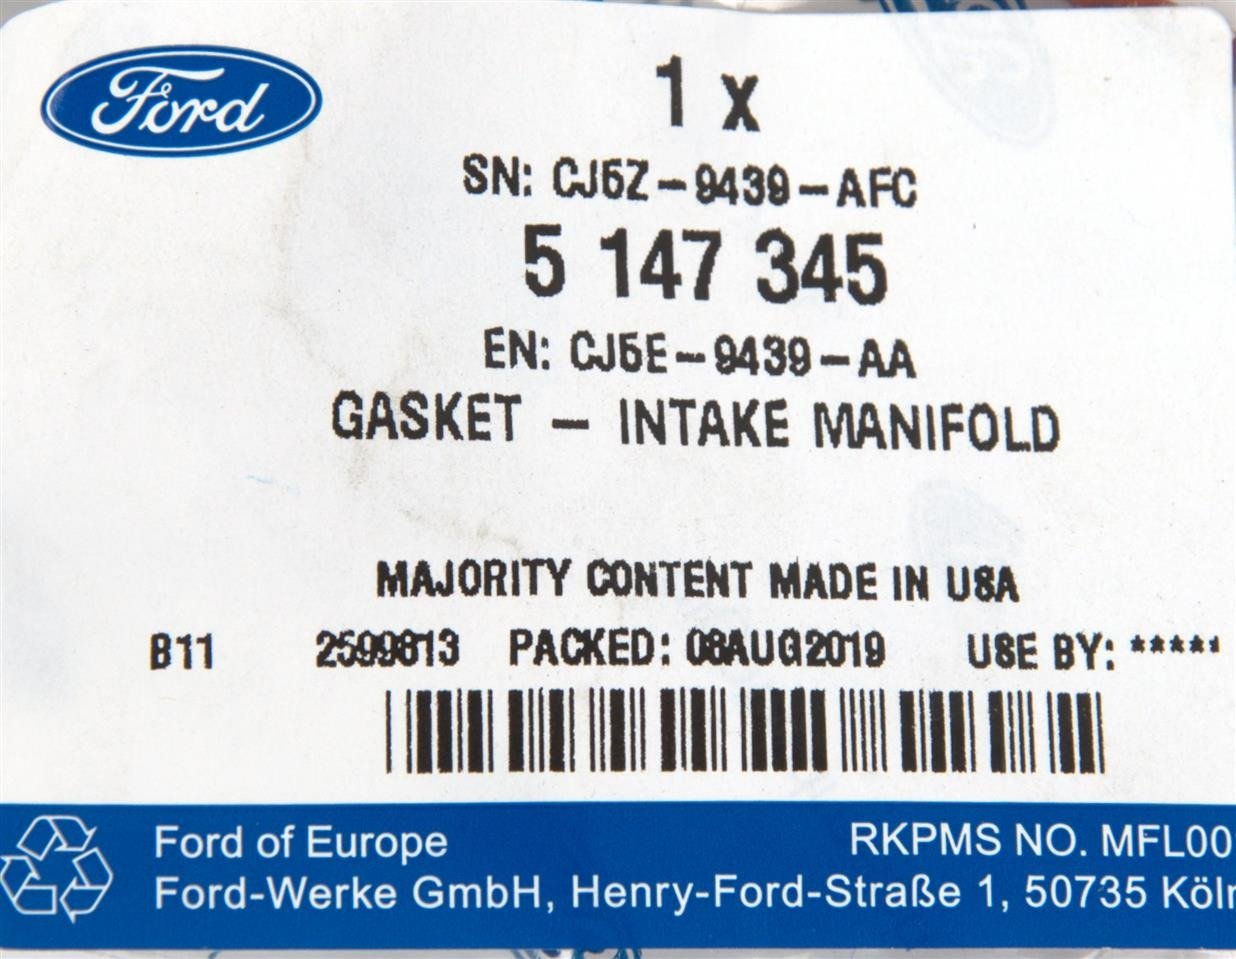 Ford
1 x
SN: CJ5Z-9439-AFC
5 147 345
EN: CJ5E-9439-AA
GASKET - INTAKE MANIFOLD
MAJORITY CONTENT MADE IN USA
B11 2599813 PACKED: 08AUG2019 USE BY: *****
Ford of Europe RKPMS NO. MFL00
Ford-Werke GmbH, Henry-Ford-Straße 1, 50735 Köln